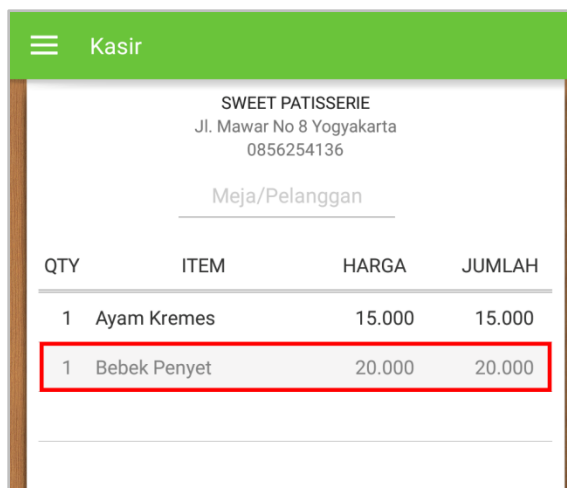 Kasir
SWEET PATISSERIE
Jl. Mawar No 8 Yogyakarta
0856254136
Meja/Pelanggan
QTY ITEM HARGA JUMLAH
1 Ayam Kremes 15.000 15.000
1 Bebek Penyet 20.000 20.000